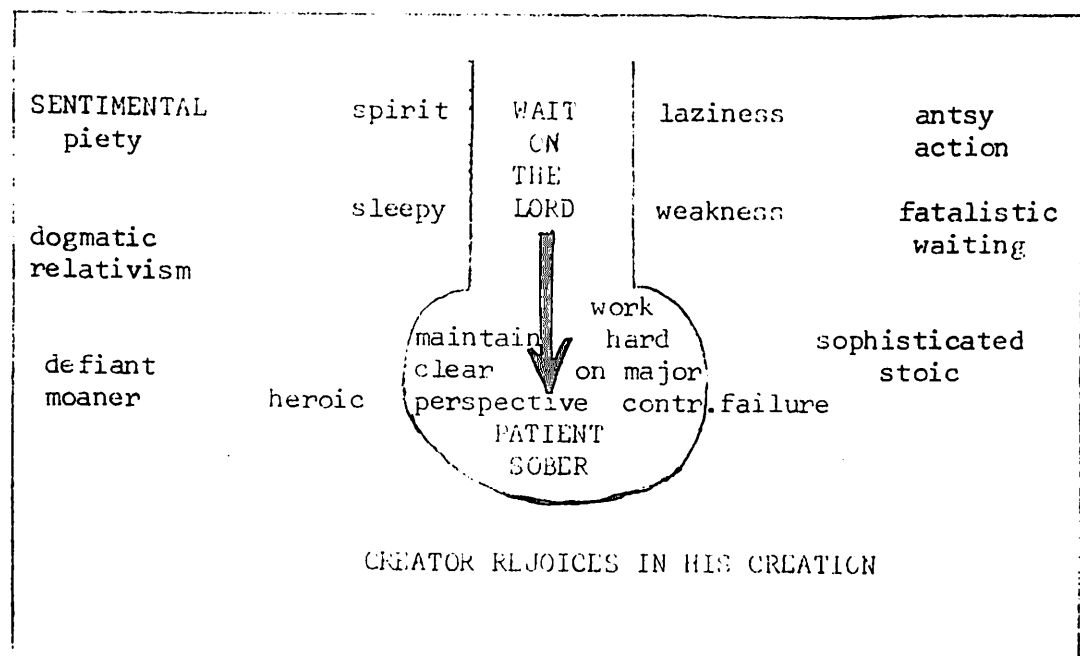 SENTIMENTAL
piety
spirit
WAIT
ON
THE
LORD
laziness
antsy
action
sleepy
weakness
fatalistic
waiting
dogmatic
relativism
work
maintain hard
clear on major
perspective contr.
failure
sophisticated
stoic
defiant
moaner
heroic
PATIENT
SOBER
CREATOR REJOICES IN HIS CREATION